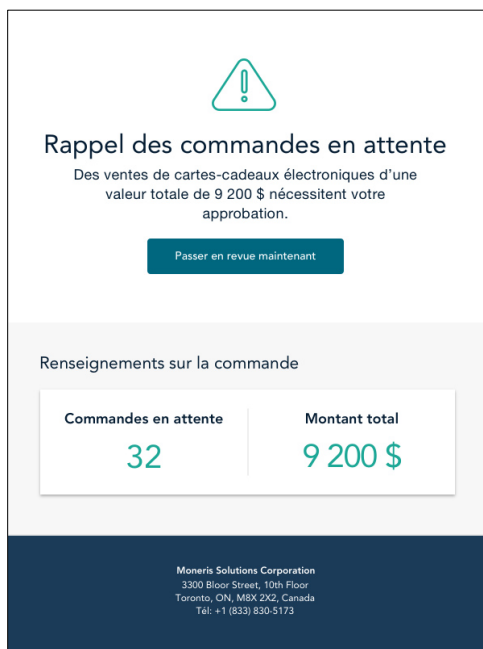 Rappel des commandes en attente
Des ventes de cartes-cadeaux électroniques d'une
valeur totale de 9 200 $ nécessitent votre
approbation.
Passer en revue maintenant
Renseignements sur la commande
Commandes en attente
32
Montant total
9 200 $
Moneris Solutions Corporation
3300 Bloor Street, 10th Floor
Toronto, ON, M8X 2X2, Canada
Tél: +1 (833) 830-5173